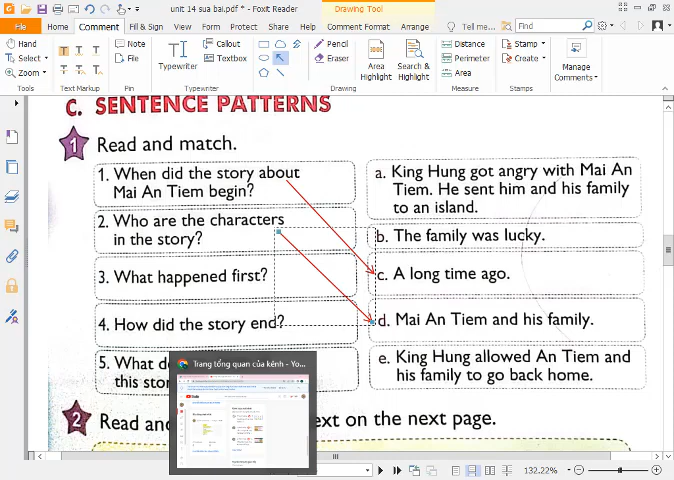 unit 14 sua bai.pdf * - Foxit Reader
Drawing Tool
File
Home
Comment
Fill & Sign
View
Form
Protect
Share
Help
Comment Format
Arrange
Tell me...
Find
Hand
Select
Zoom
Tools
Text Markup
Note
File
Pin
Typewriter
Callout
Textbox
Typewriter
Pencil
Eraser
Drawing
Area
Highlight
Search &
Highlight
Distance
Perimeter
Area
Measure
Stamp
Create
Stamps
Manage
Comments
C. SENTENCE PATTERNS
1 Read and match.
1. When did the story about
Mai An Tiem begin?
2. Who are the characters
in the story?
3. What happened first?
4. How did the story end?
5. What d
this stor
a. King Hung got angry with Mai An
Tiem. He sent him and his family
to an island.
b. The family was lucky.
c. A long time ago.
d. Mai An Tiem and his family.
e. King Hung allowed An Tiem and
his family to go back home.
Trang tổng quan của kênh - Yo...
2 Read an
ext on the next page.
132.22%